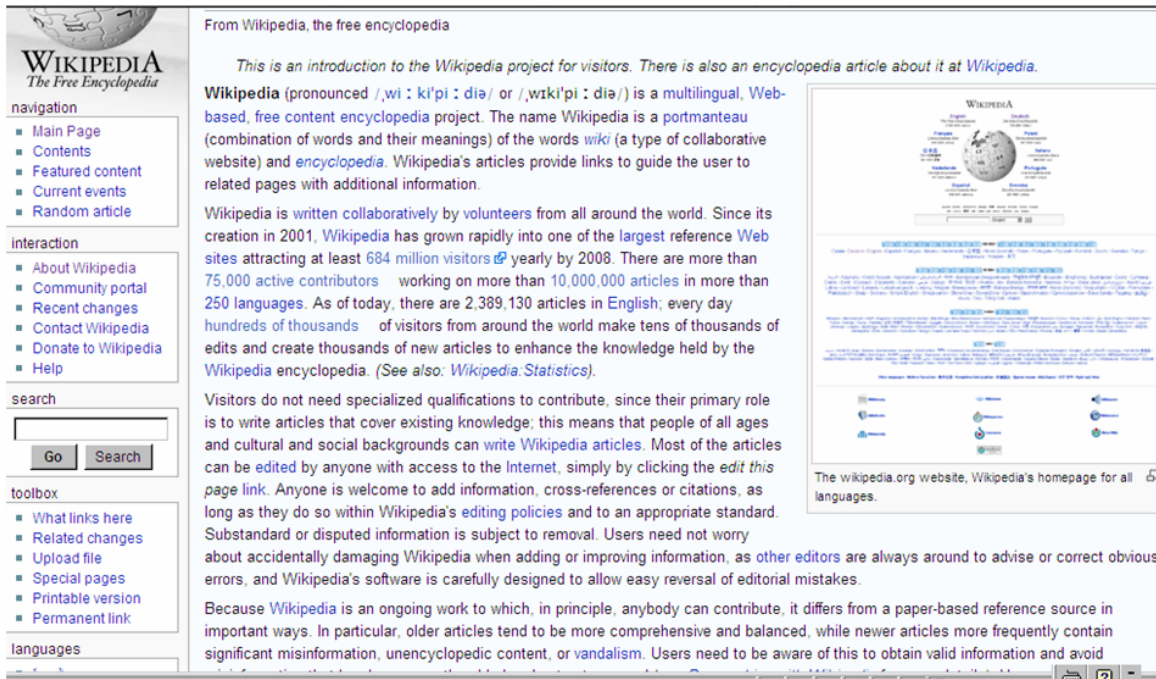 WIKIPEDIA
The Free Encyclopedia
navigation
Main Page
Contents
Featured content
Current events
Random article
interaction
About Wikipedia
Community portal
Recent changes
Contact Wikipedia
Donate to Wikipedia
Help
search
Go Search
toolbox
What links here
Related changes
Upload file
Special pages
Printable version
Permanent link
languages
From Wikipedia, the free encyclopedia
This is an introduction to the Wikipedia project for visitors. There is also an encyclopedia article about it at Wikipedia.
Wikipedia (pronounced /ˌwiːkiˈpiːdiə/ or /ˌwɪkiˈpiːdiə/) is a multilingual, Web-
based, free content encyclopedia project. The name Wikipedia is a portmanteau
(combination of words and their meanings) of the words wiki (a type of collaborative
website) and encyclopedia. Wikipedia's articles provide links to guide the user to
related pages with additional information.
Wikipedia is written collaboratively by volunteers from all around the world. Since its
creation in 2001, Wikipedia has grown rapidly into one of the largest reference Web
sites attracting at least 684 million visitors yearly by 2008. There are more than
75,000 active contributors working on more than 10,000,000 articles in more than
250 languages. As of today, there are 2,389,130 articles in English; every day
hundreds of thousands of visitors from around the world make tens of thousands of
edits and create thousands of new articles to enhance the knowledge held by the
Wikipedia encyclopedia. (See also: Wikipedia:Statistics).
Visitors do not need specialized qualifications to contribute, since their primary role
is to write articles that cover existing knowledge; this means that people of all ages
and cultural and social backgrounds can write Wikipedia articles. Most of the articles
can be edited by anyone with access to the Internet, simply by clicking the edit this
page link. Anyone is welcome to add information, cross-references or citations, as
long as they do so within Wikipedia's editing policies and to an appropriate standard.
Substandard or disputed information is subject to removal. Users need not worry
about accidentally damaging Wikipedia when adding or improving information, as other editors are always around to advise or correct obvious
errors, and Wikipedia's software is carefully designed to allow easy reversal of editorial mistakes.
Because Wikipedia is an ongoing work to which, in principle, anybody can contribute, it differs from a paper-based reference source in
important ways. In particular, older articles tend to be more comprehensive and balanced, while newer articles more frequently contain
significant misinformation, unencyclopedic content, or vandalism. Users need to be aware of this to obtain valid information and avoid
WIKIPEDIA
English Deutsch
Français Polski
日本語 Italiano
Nederlands Português
Español Svenska
The wikipedia.org website, Wikipedia's homepage for all
languages.